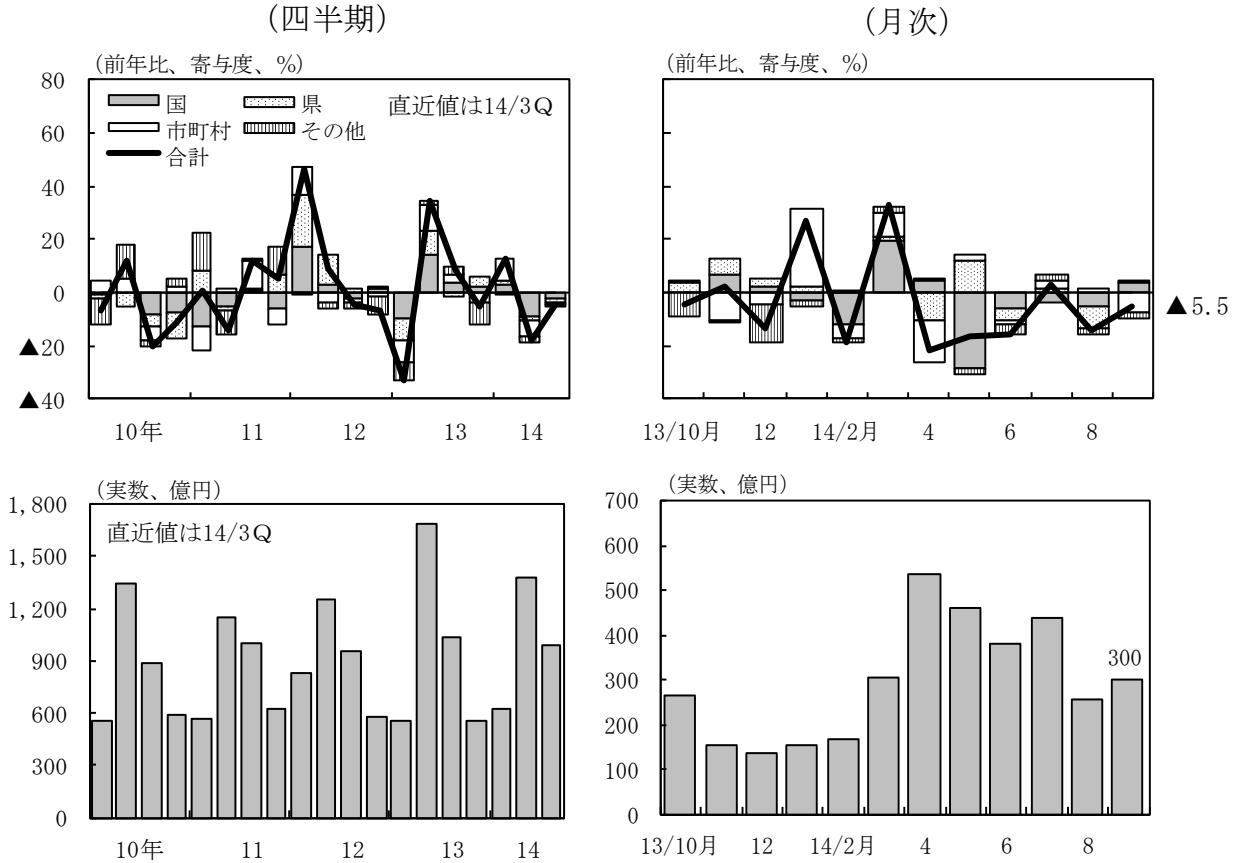 (四半期)
(前年比、寄与度、%)
80
60
40
20
0
▲20
▲40
国
県
市町村
その他
合計
直近値は14/3Q
10年
11
12
13
14
(月次)
(前年比、寄与度、%)
▲5.5
13/10月
12
14/2月
4
6
8
(実数、億円)
1,800
1,500
1,200
900
600
300
0
直近値は14/3Q
10年
11
12
13
14
(実数、億円)
700
600
500
400
300
200
100
0
300
13/10月
12
14/2月
4
6
8